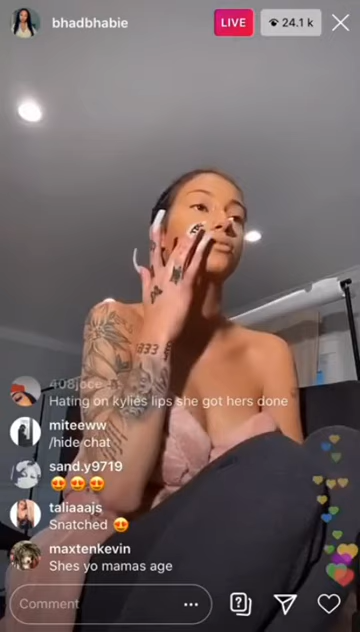 bhadbhabie
LIVE
24.1 k
408joce
Hating on kylies lips she got hers done
miteeww
/hide chat
sand.y9719
😍😍😍
taliaaajs
Snatched 😍
maxtenkevin
Shes yo mamas age
Comment